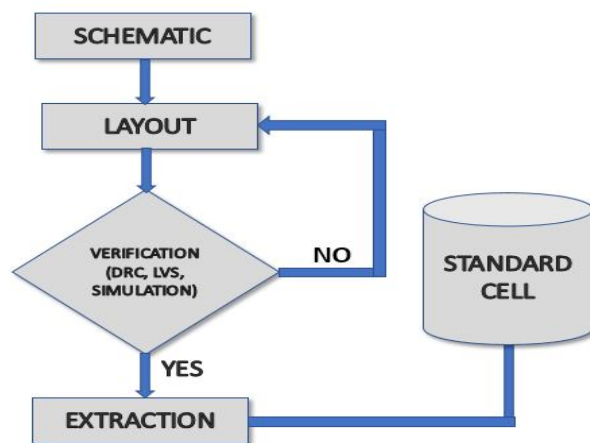 SCHEMATIC
LAYOUT
VERIFICATION
(DRC, LVS,
SIMULATION)
NO
YES
EXTRACTION
STANDARD
CELL